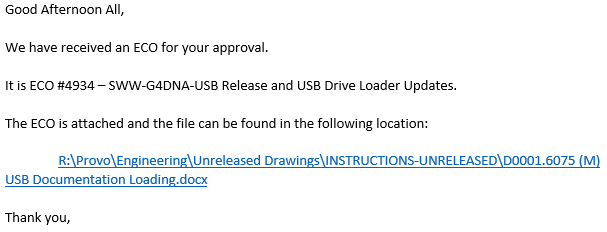 Good Afternoon All,
We have received an ECO for your approval.
It is ECO #4934 – SWW-G4DNA-USB Release and USB Drive Loader Updates.
The ECO is attached and the file can be found in the following location:
R:\Provo\Engineering\Unreleased Drawings\INSTRUCTIONS-UNRELEASED\D0001.6075 (M)
USB Documentation Loading.docx
Thank you,